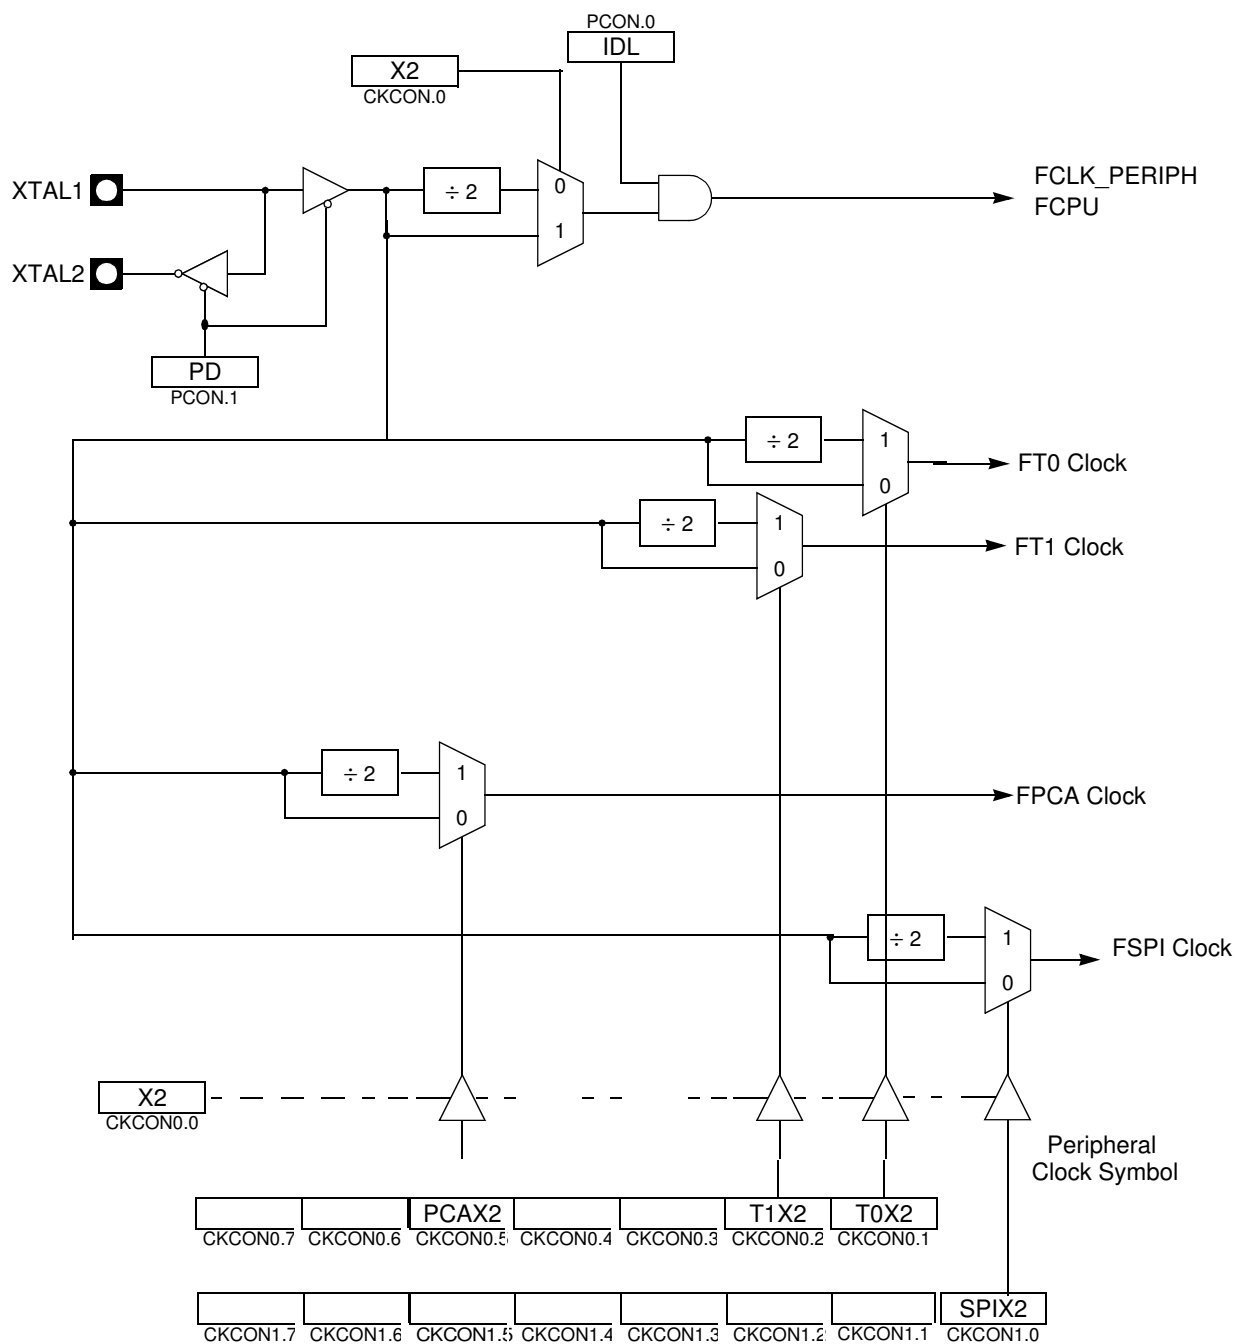 PCON.0
IDL
X2
CKCON.0
XTAL1
÷ 2
0
1
FCLK_PERIPH
FCPU
XTAL2
PD
PCON.1
÷ 2
1
0
FT0 Clock
÷ 2
1
0
FT1 Clock
÷ 2
1
0
FPCA Clock
÷ 2
1
0
FSPI Clock
X2
CKCON0.0
Peripheral
Clock Symbol
PCAX2 T1X2 T0X2
CKCON0.7 CKCON0.6 CKCON0.5 CKCON0.4 CKCON0.3 CKCON0.2 CKCON0.1
SPIX2
CKCON1.7 CKCON1.6 CKCON1.5 CKCON1.4 CKCON1.3 CKCON1.2 CKCON1.1 CKCON1.0